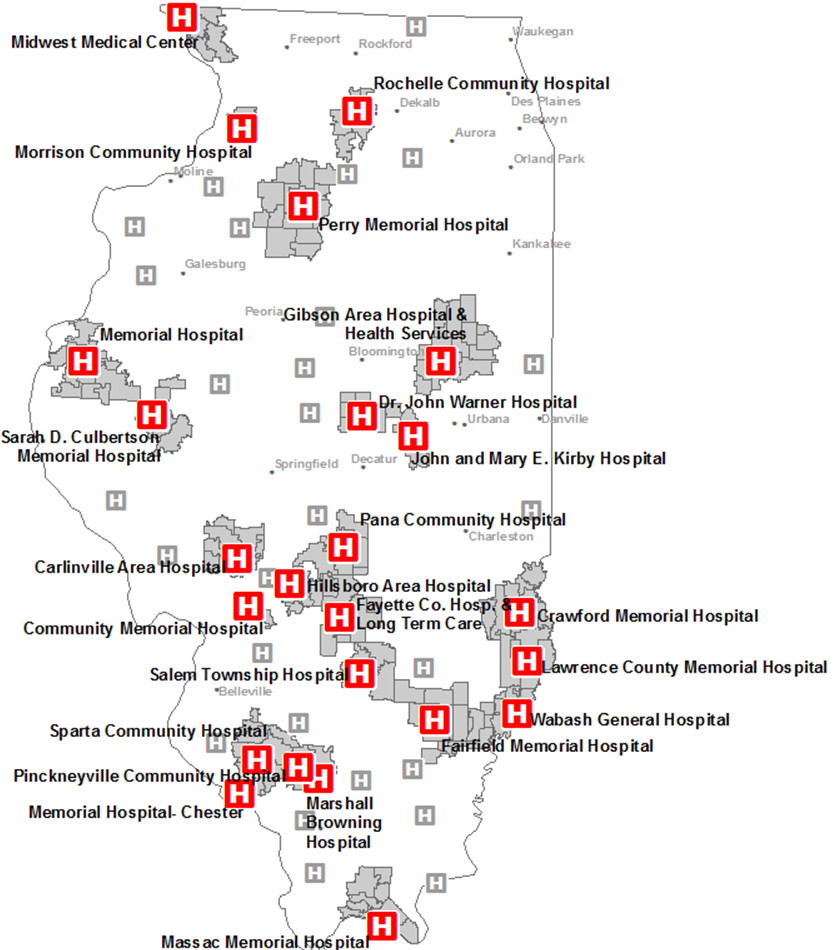 Midwest Medical Center
Freeport
Rockford
Waukegan
Rochelle Community Hospital
Dekalb
Des Plaines
Berwyn
Aurora
Morrison Community Hospital
Moline
Orland Park
Perry Memorial Hospital
Kankakee
Galesburg
Peoria
Gibson Area Hospital &
Health Services
Memorial Hospital
Bloomington
Dr. John Warner Hospital
Urbana
Danville
Sarah D. Culbertson
Memorial Hospital
John and Mary E. Kirby Hospital
Springfield
Decatur
Pana Community Hospital
Charleston
Carlinville Area Hospital
Hillsboro Area Hospital
Fayette Co. Hosp. &
Long Term Care
Crawford Memorial Hospital
Community Memorial Hospital
Lawrence County Memorial Hospital
Salem Township Hospital
Belleville
Wabash General Hospital
Sparta Community Hospital
Fairfield Memorial Hospital
Pinckneyville Community Hospital
Memorial Hospital- Chester
Marshall
Browning
Hospital
Massac Memorial Hospital